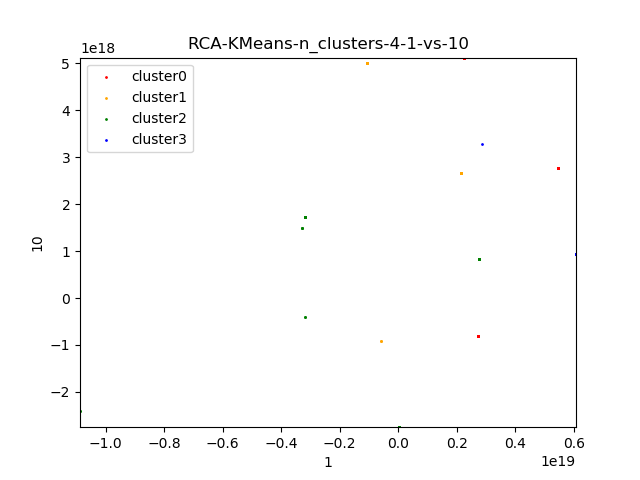 RCA-KMeans-n_clusters-4-1-vs-10
1e18
cluster0
cluster1
cluster2
cluster3
5
4
3
2
1
0
−1
−2
10
−1.0 −0.8 −0.6 −0.4 −0.2 0.0 0.2 0.4 0.6
1
1e19